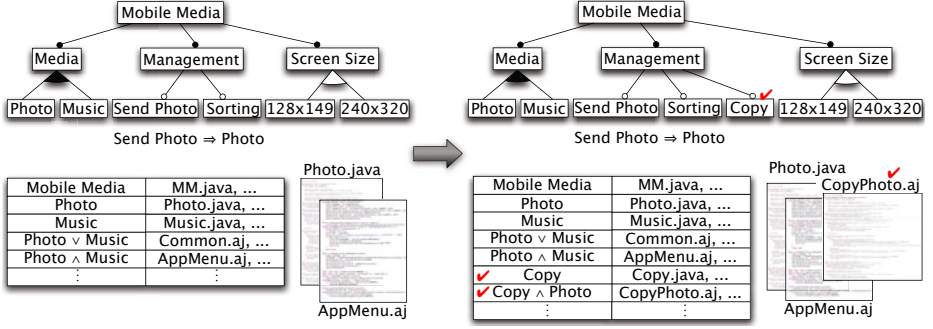 Mobile Media
Media Management Screen Size
Photo Music Send Photo Sorting 128x149 240x320
Send Photo ⇒ Photo
Mobile Media MM.java, ...
Photo Photo.java, ...
Music Music.java, ...
Photo ∨ Music Common.aj, ...
Photo ∧ Music AppMenu.aj, ...
⋮ ⋮
Photo.java
AppMenu.aj
Mobile Media
Media Management Screen Size
Photo Music Send Photo Sorting Copy 128x149 240x320
Send Photo ⇒ Photo
Mobile Media MM.java, ...
Photo Photo.java, ...
Music Music.java, ...
Photo ∨ Music Common.aj, ...
Photo ∧ Music AppMenu.aj, ...
✔ Copy Copy.java, ...
✔ Copy ∧ Photo CopyPhoto.aj, ...
⋮ ⋮
Photo.java
CopyPhoto.aj
AppMenu.aj